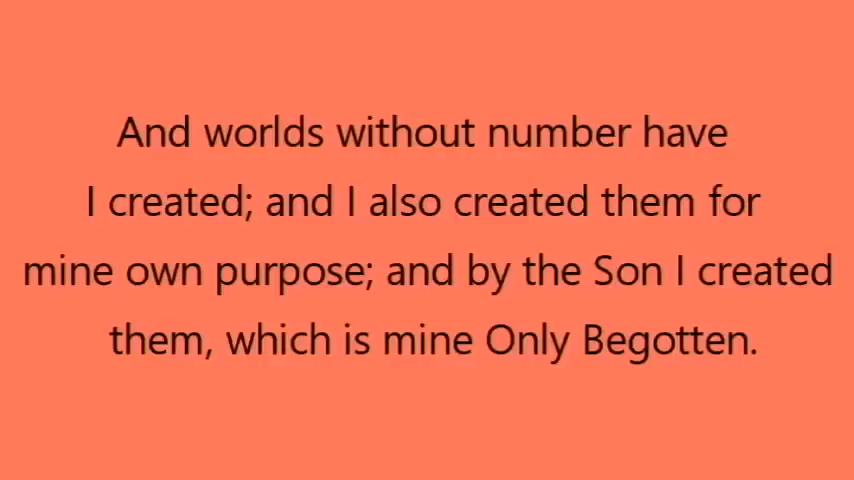 And worlds without number have
I created; and I also created them for
mine own purpose; and by the Son I created
them, which is mine Only Begotten.